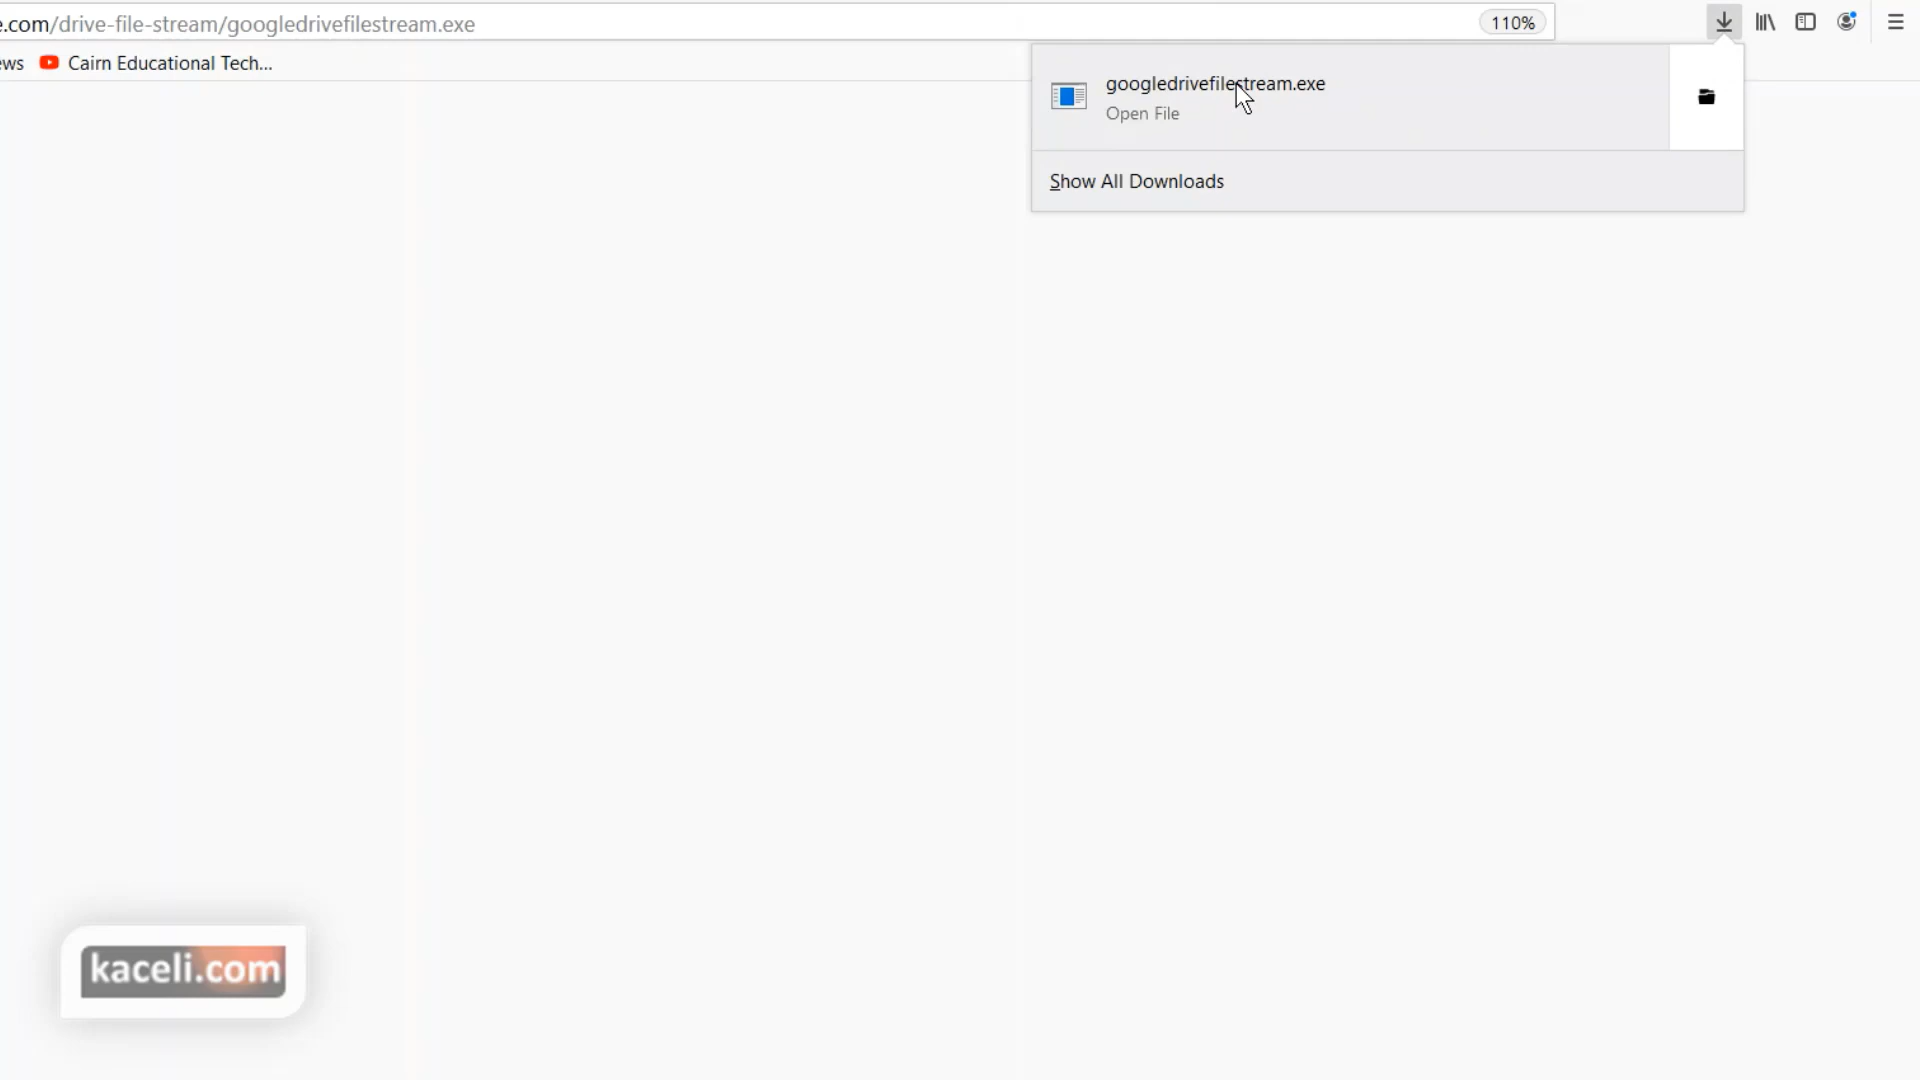 e.com/drive-file-stream/googledrivefilestream.exe
110%
ews
Cairn Educational Tech...
googledrivefilestream.exe
Open File
Show All Downloads
kaceli.com